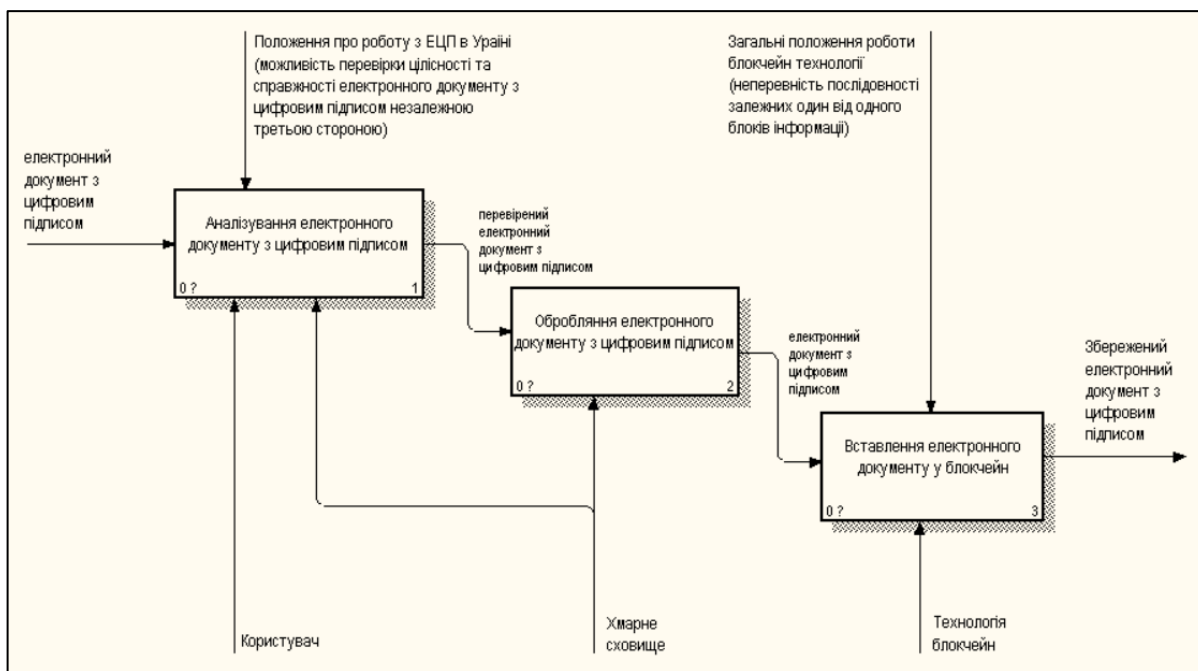 Положення про роботу з ЕЦП в Ураїні
(можливість перевірки цілісності та
справжності електронного документу з
цифровим підписом незалежною
третьою стороною)
Загальні положення роботи
блокчейн технології
(неперевність послідовності
залежних один від одного
блоків інформації)
електронний
документ з
цифровим
підписом
Аналізування електронного
документу з цифровим підписом
0 ?
1
перевірений
електронний
документ з
цифровим підписом
Обробляння електронного
документу з цифровим підписом
0 ?
2
електронний
документ з
цифровим
підписом
Збережений
електронний
документ з
цифровим
підписом
Вставлення електронного
документу у блокчейн
0 ?
3
Користувач
Хмарне
сховище
Технологія
блокчейн